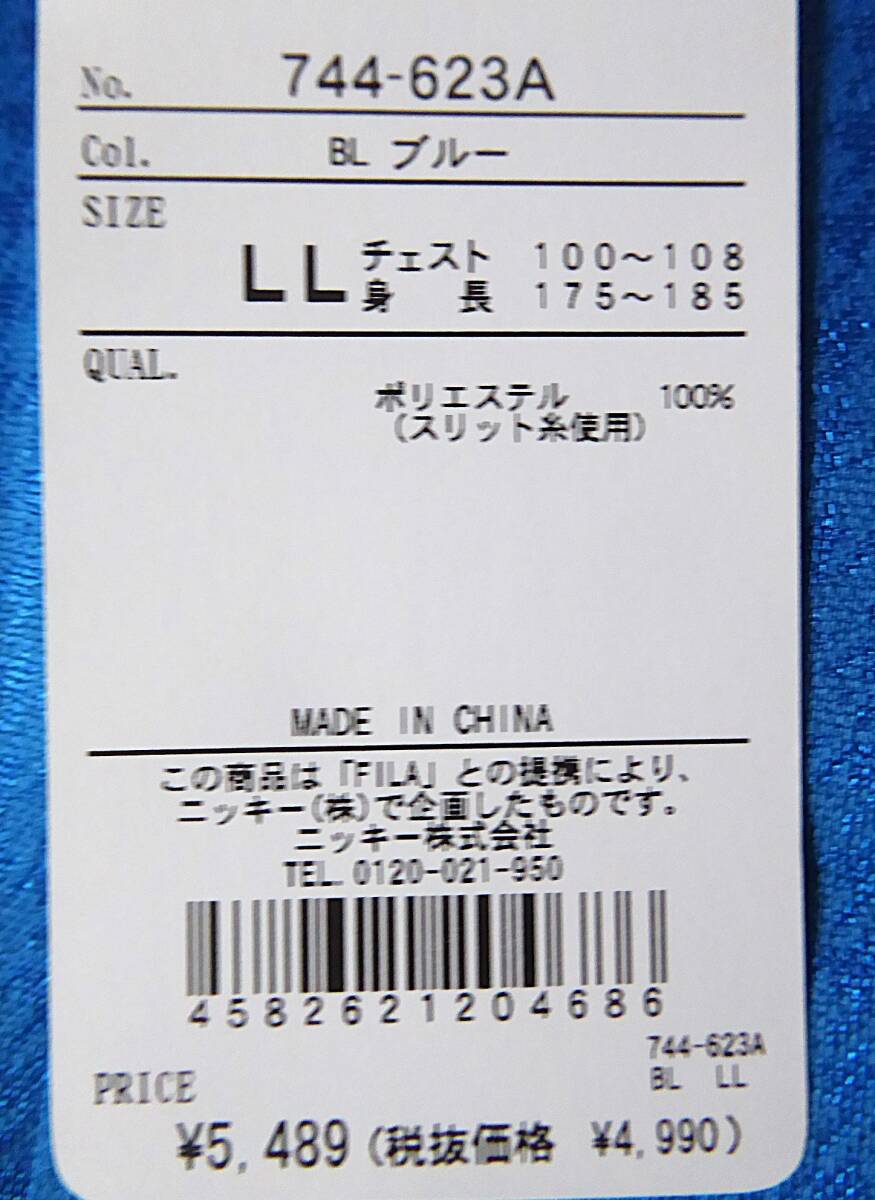 No. 744-623A
Col. BL ブルー
SIZE
LL チェスト 100～108
身 長 175～185
QUAL.
ポリエステル 100%
(スリット糸使用)
MADE IN CHINA
この商品は「FILA」との提携により、
ニッキー(株)で企画したものです。
ニッキー株式会社
TEL.0120-021-950
4582621204686
744-623A
BL LL
PRICE
¥5,489 (税抜価格 ¥4,990)